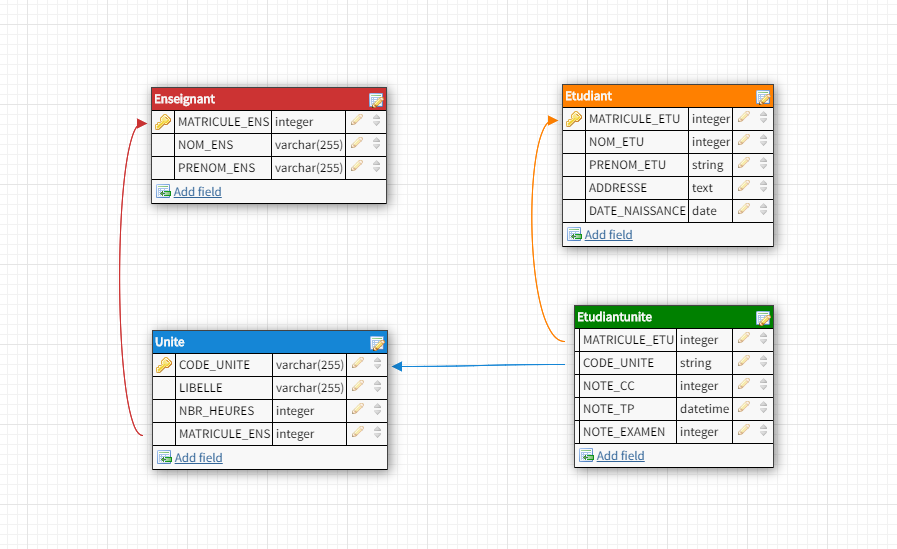 Enseignant
MATRICULE_ENS integer
NOM_ENS varchar(255)
PRENOM_ENS varchar(255)
Add field
Etudiant
MATRICULE_ETU integer
NOM_ETU integer
PRENOM_ETU string
ADDRESSE text
DATE_NAISSANCE date
Add field
Unite
CODE_UNITE varchar(255)
LIBELLE varchar(255)
NBR_HEURES integer
MATRICULE_ENS integer
Add field
Etudiantunite
MATRICULE_ETU integer
CODE_UNITE string
NOTE_CC integer
NOTE_TP datetime
NOTE_EXAMEN integer
Add field